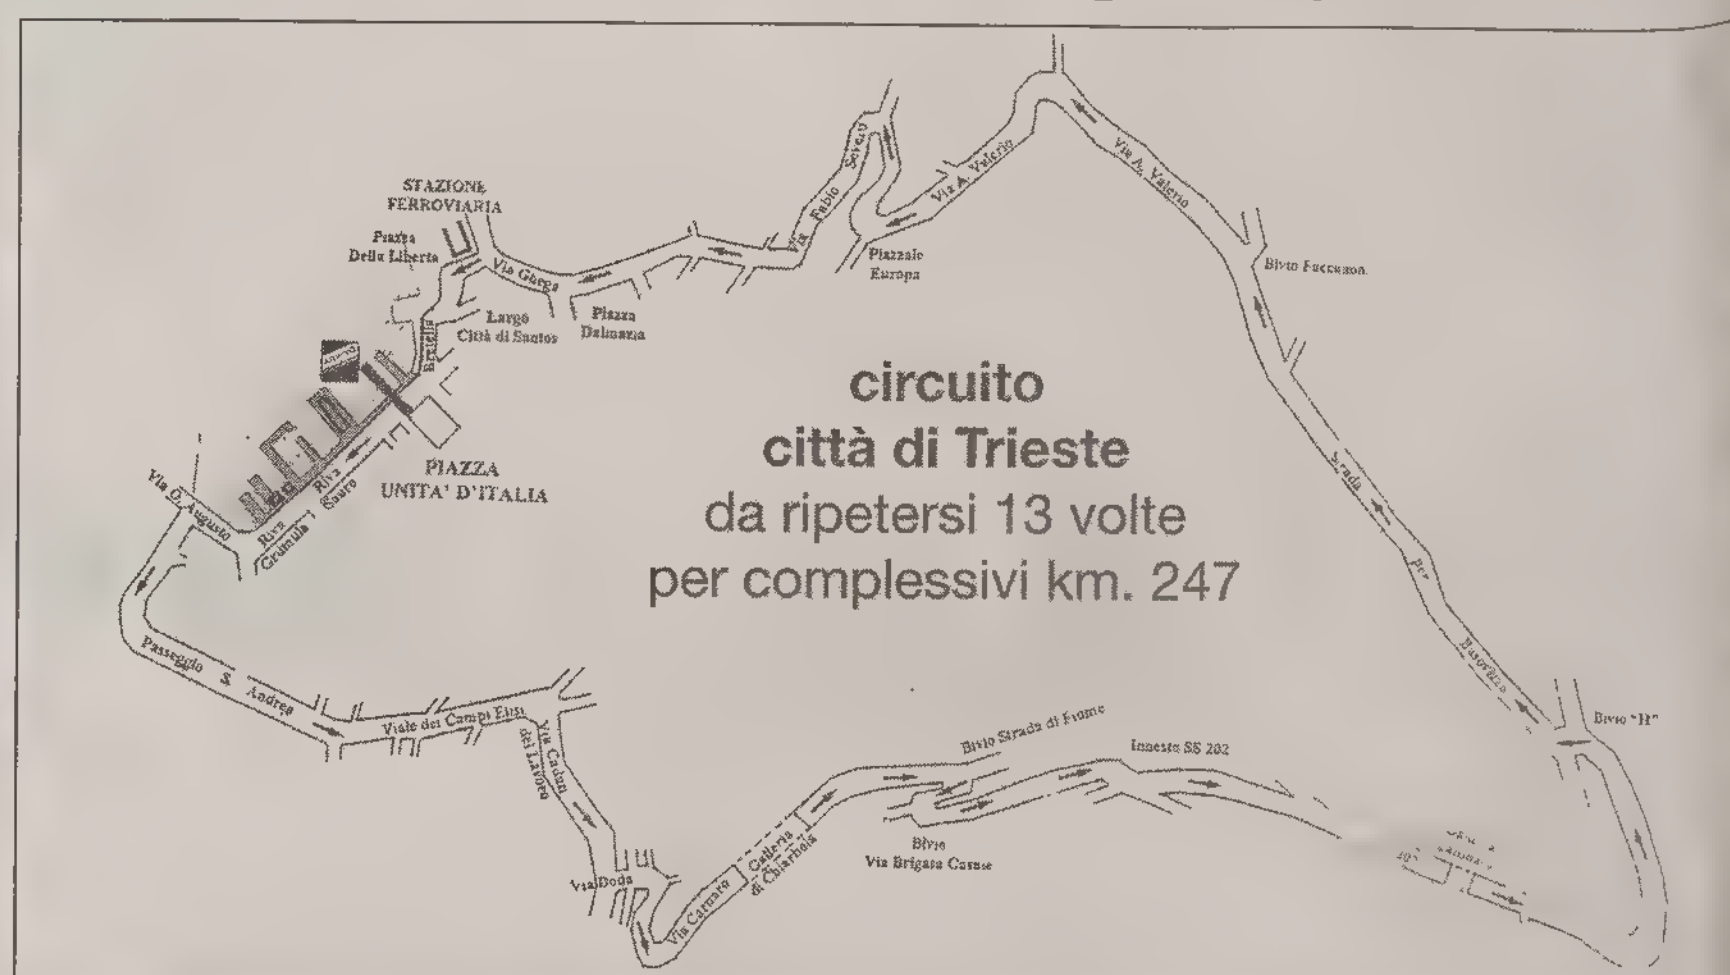 STAZIONE
FERROVIARIA
Piazza
Della Liberta
Via Ghega
Largo
Città di Santos
Piazza
Dalmazia
Via Fabio Severo
Piazzale
Europa
Via A. Valerio
Via A. Valerio
Bivio Faccanon
circuito
città di Trieste
da ripetersi 13 volte
per complessivi km. 247
PIAZZA
UNITA' D'ITALIA
Riva
Sauro
Riva
Grumula
Via O.
Augusto
Passeggio S. Andrea
Viale dei Campi Elisi
Via Caduti
del Lavoro
Via Doda
Via Carnaro
Galleria
di Chiarbola
Bivio Strada di Fiume
Bivio
Via Brigata Casale
Innesto SS 202
Strada per Basovizza
Bivio "H"